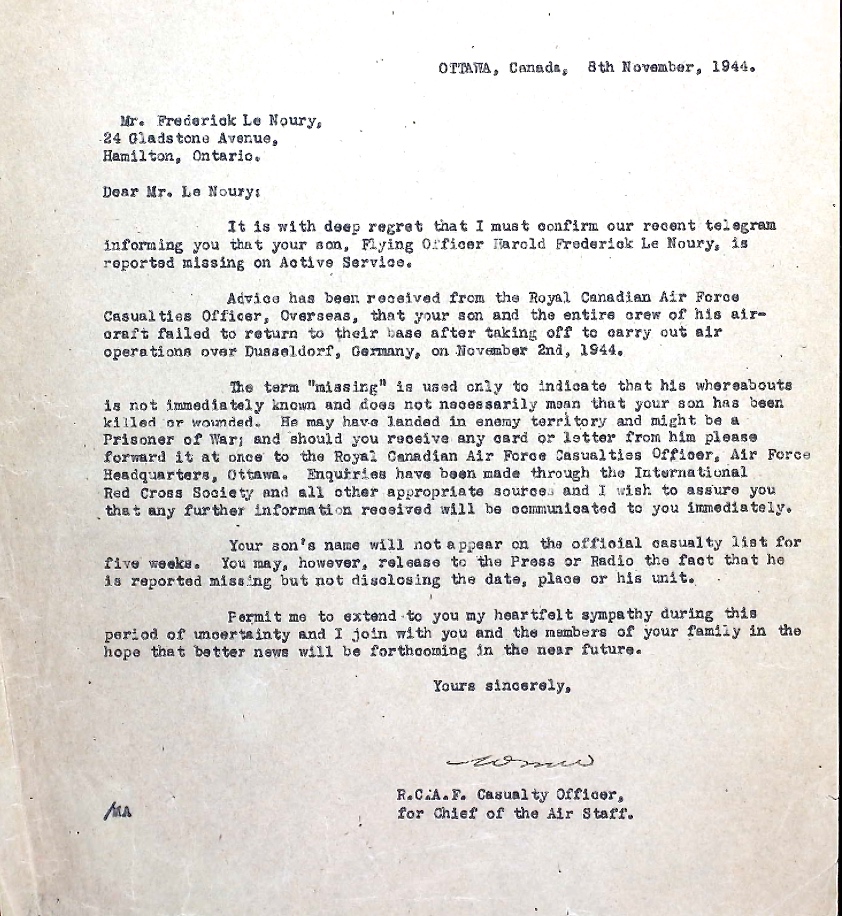 OTTAWA, Canada, 8th November, 1944.
Mr. Frederick Le Noury,
24 Gladstone Avenue,
Hamilton, Ontario.
Dear Mr. Le Noury:
It is with deep regret that I must confirm our recent telegram
informing you that your son, Flying Officer Harold Frederick Le Noury, is
reported missing on Active Service.
Advice has been received from the Royal Canadian Air Force
Casualties Officer, Overseas, that your son and the entire crew of his air-
craft failed to return to their base after taking off to carry out air
operations over Dusseldorf, Germany, on November 2nd, 1944.
The term "missing" is used only to indicate that his whereabouts
is not immediately known and does not necessarily mean that your son has been
killed or wounded. He may have landed in enemy territory and might be a
Prisoner of War; and should you receive any card or letter from him please
forward it at once to the Royal Canadian Air Force Casualties Officer, Air Force
Headquarters, Ottawa. Enquiries have been made through the International
Red Cross Society and all other appropriate sources and I wish to assure you
that any further information received will be communicated to you immediately.
Your son's name will not appear on the official casualty list for
five weeks. You may, however, release to the Press or Radio the fact that he
is reported missing but not disclosing the date, place or his unit.
Permit me to extend to you my heartfelt sympathy during this
period of uncertainty and I join with you and the members of your family in the
hope that better news will be forthcoming in the near future.
Yours sincerely,
R.C.A.F. Casualty Officer,
for Chief of the Air Staff.
/MA